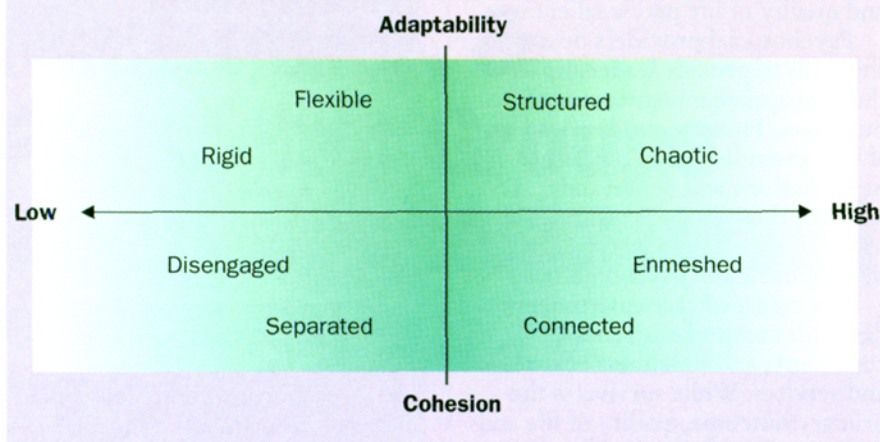 Adaptability
Flexible Structured
Rigid Chaotic
Low High
Disengaged Enmeshed
Separated Connected
Cohesion